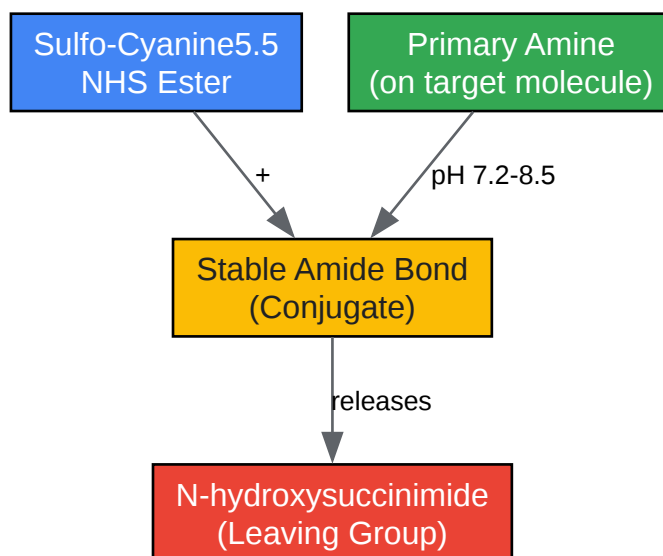 Sulfo-Cyanine5.5
NHS Ester
Primary Amine
(on target molecule)
+
pH 7.2-8.5
Stable Amide Bond
(Conjugate)
releases
N-hydroxysuccinimide
(Leaving Group)